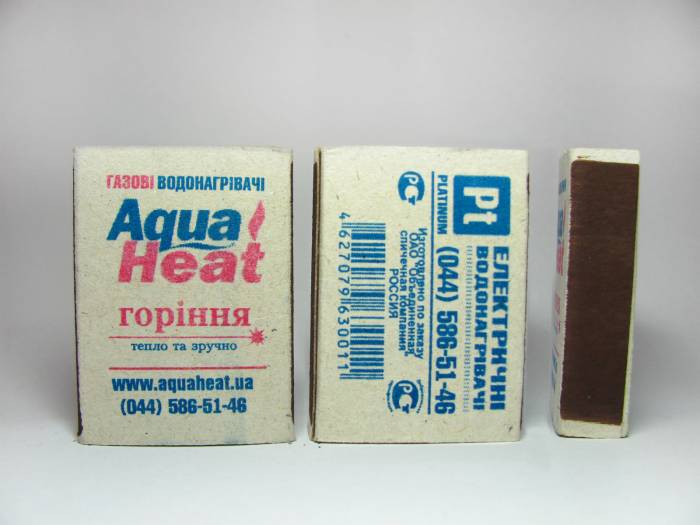 ГАЗОВІ ВОДОНАГРІВАЧІ
Aqua
Heat
горіння
тепло та зручно
www.aquaheat.ua
(044) 586-51-46
Pt
PLATINUM
ЕЛЕКТРИЧНІ
ВОДОНАГРІВАЧІ
(044) 586-51-46
Изготовлено по заказу
ОАО "Объединенная
спичечная компания"
РОССИЯ
4627079630011